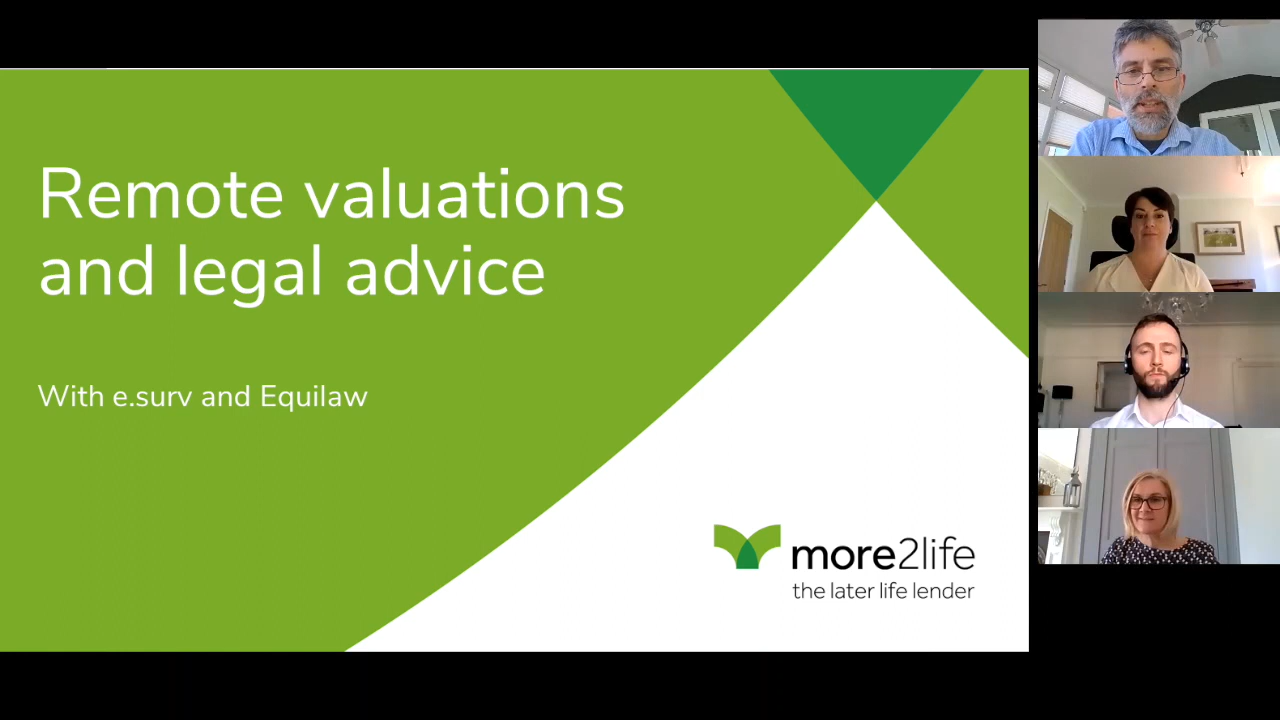 Remote valuations
and legal advice
With e.surv and Equilaw
more2life
the later life lender